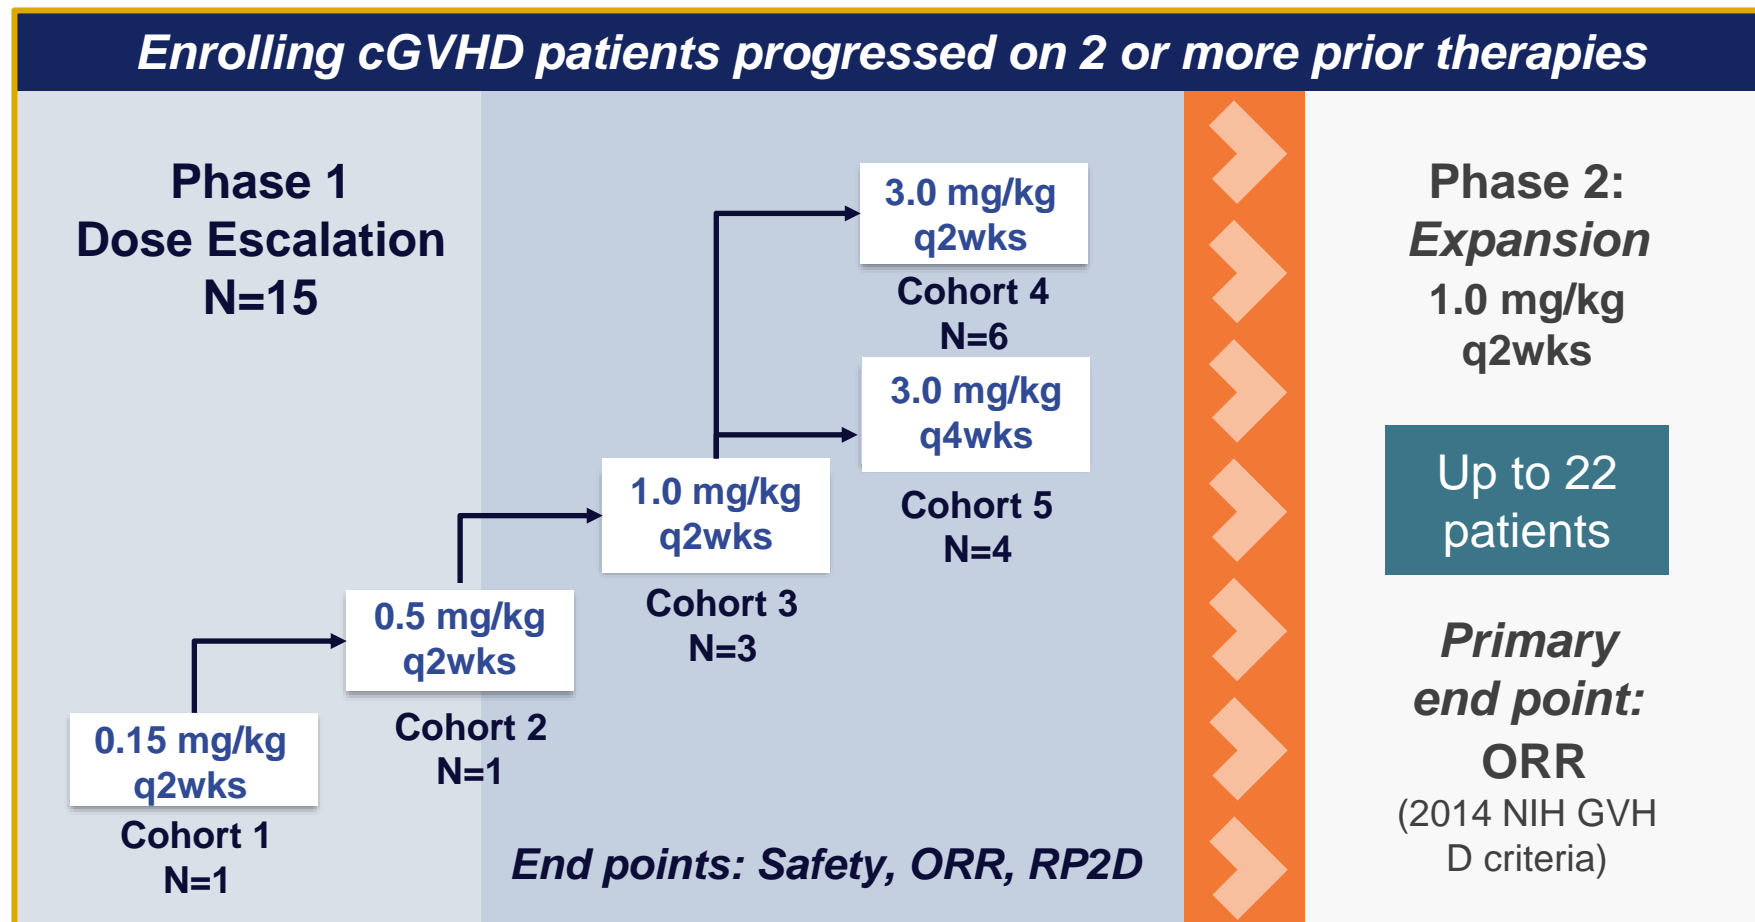 Enrolling cGVHD patients progressed on 2 or more prior therapies
Phase 1
Dose Escalation
N=15
0.15 mg/kg
q2wks
Cohort 1
N=1
0.5 mg/kg
q2wks
Cohort 2
N=1
1.0 mg/kg
q2wks
Cohort 3
N=3
3.0 mg/kg
q2wks
Cohort 4
N=6
3.0 mg/kg
q4wks
Cohort 5
N=4
End points: Safety, ORR, RP2D
Phase 2:
Expansion
1.0 mg/kg
q2wks
Up to 22
patients
Primary
end point:
ORR
(2014 NIH GVH
D criteria)